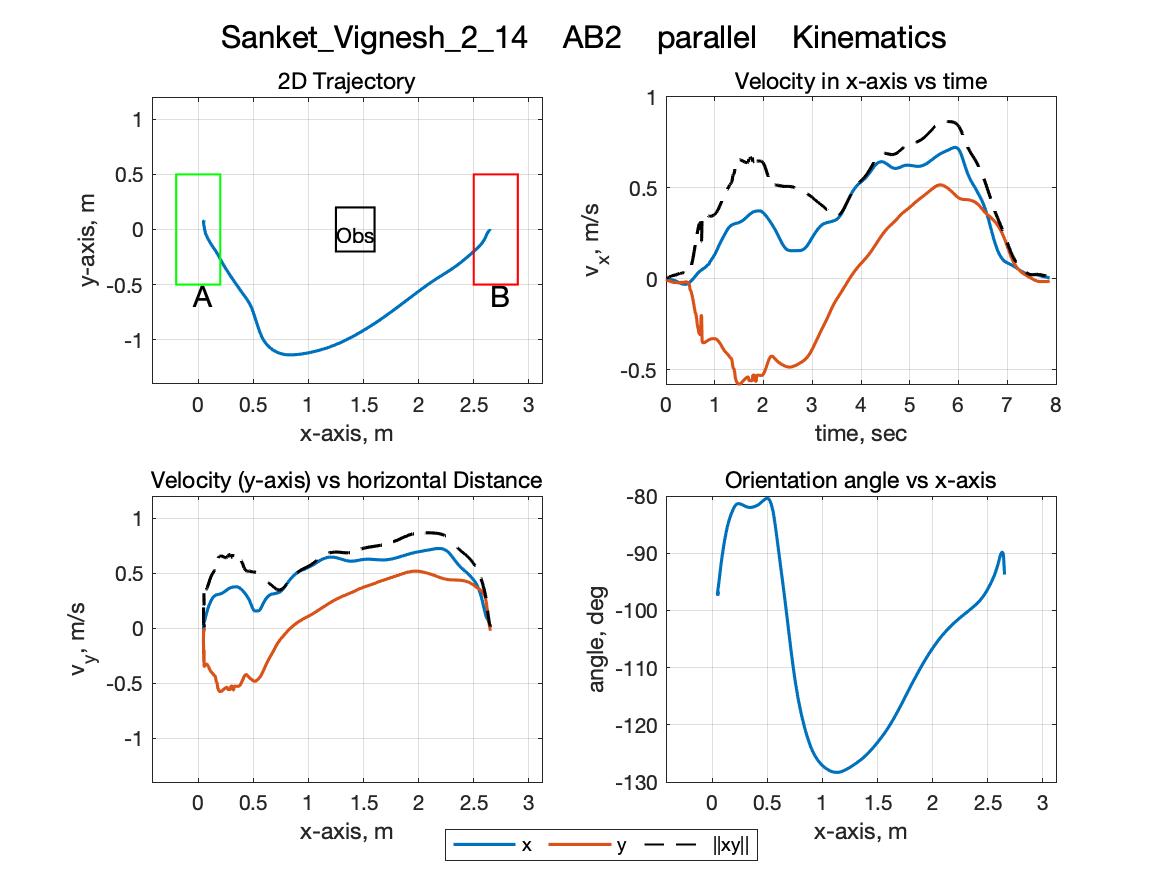 Sanket_Vignesh_2_14 AB2 parallel Kinematics
2D Trajectory
1
0.5
0
-0.5
-1
y-axis, m
A
Obs
B
0 0.5 1 1.5 2 2.5 3
x-axis, m
Velocity in x-axis vs time
1
0.5
0
-0.5
v_x, m/s
0 1 2 3 4 5 6 7 8
time, sec
Velocity (y-axis) vs horizontal Distance
1
0.5
0
-0.5
-1
v_y, m/s
0 0.5 1 1.5 2 2.5 3
x-axis, m
Orientation angle vs x-axis
-80
-90
-100
-110
-120
-130
angle, deg
0 0.5 1 1.5 2 2.5 3
x-axis, m
x y ||xy||